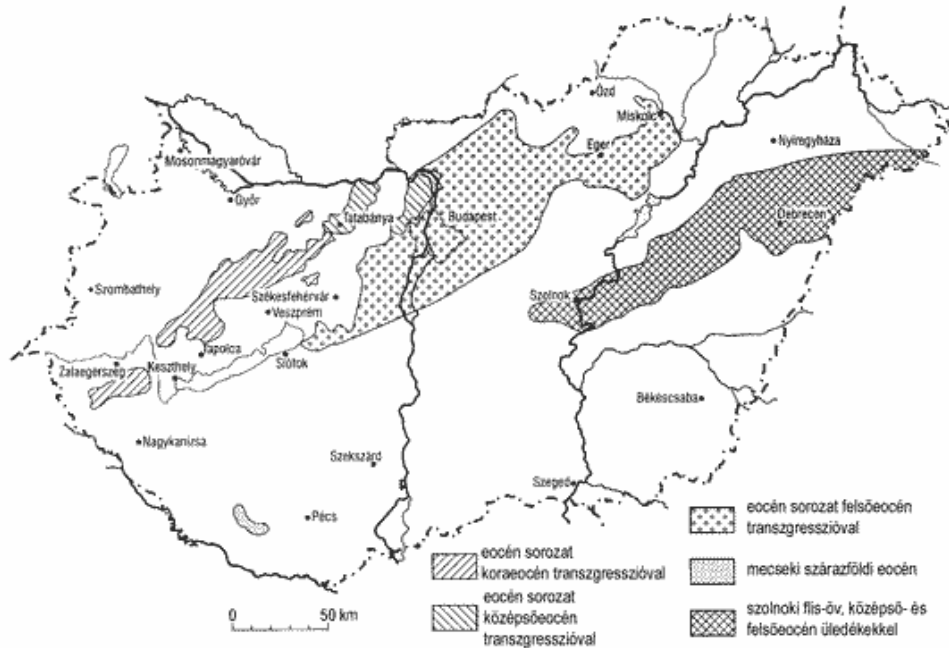 Ózd
Miskolc
Nyíregyháza
Eger
Mosonmagyaróvár
Győr
Tatabánya
Budapest
Debrecen
Szombathely
Székesfehérvár
Szolnok
Veszprém
Tapolca
Siófok
Zalaegerszeg
Keszthely
Békéscsaba
Nagykanizsa
Szekszárd
Szeged
Pécs
eocén sorozat felsőeocén
transzgresszióval
eocén sorozat
koraeocén transzgresszióval
mecseki szárazföldi eocén
eocén sorozat
középsőeocén
transzgresszióval
szolnoki flis-öv, középső- és
felsőeocén üledékekkel
0 50 km